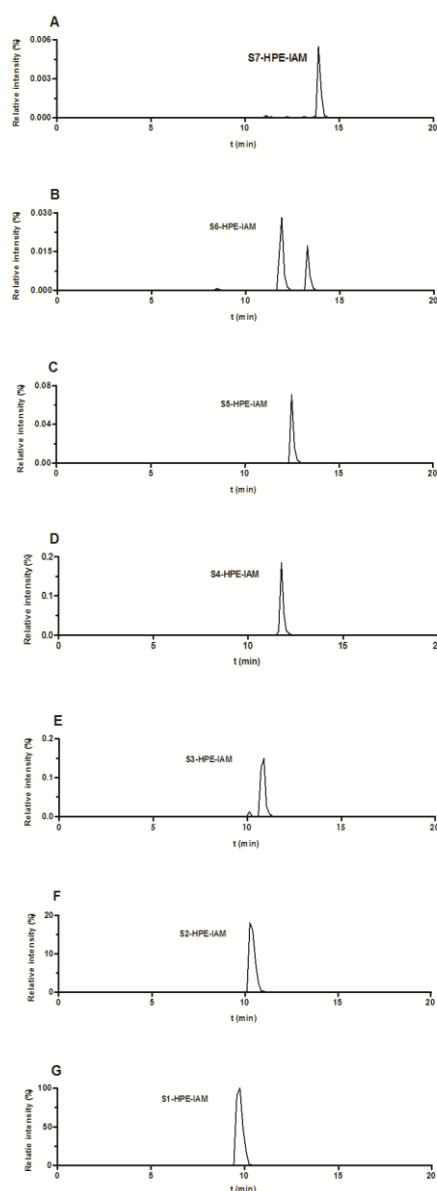 A
Relative intensity (%)
0.006
0.003
0.000
S7-HPE-IAM
0 5 10 15 20
t (min)
B
Relative intensity (%)
0.030
0.015
0.000
S6-HPE-IAM
0 5 10 15 20
t (min)
C
Relative intensity (%)
0.08
0.04
0.00
S5-HPE-IAM
0 5 10 15 20
t (min)
D
Relative intensity (%)
0.2
0.1
0.0
S4-HPE-IAM
0 5 10 15 20
t (min)
E
Relative intensity (%)
0.2
0.1
0.0
S3-HPE-IAM
0 5 10 15 20
t (min)
F
Relative intensity (%)
20
10
0
S2-HPE-IAM
0 5 10 15 20
t (min)
G
Relatie intensity (%)
100
50
0
S1-HPE-IAM
0 5 10 15 20
t (min)